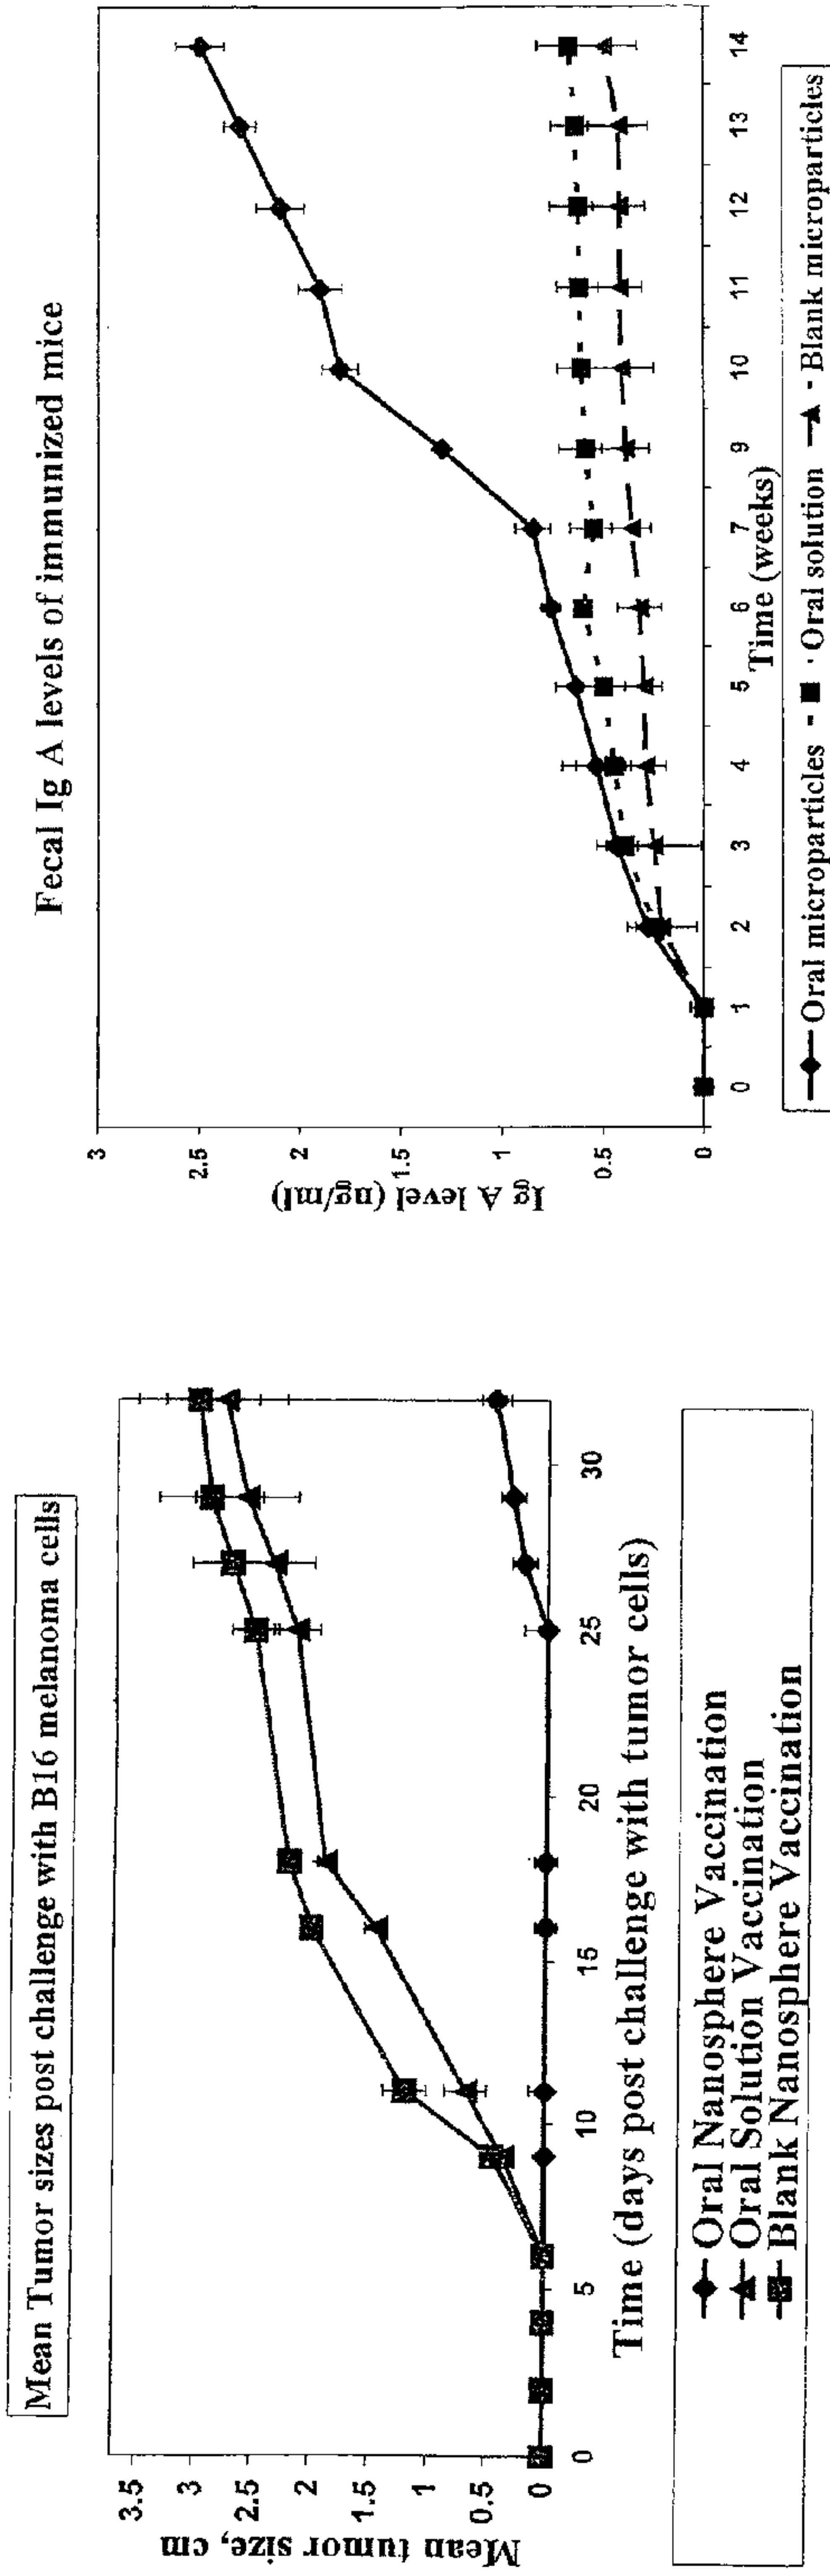 Mean Tumor sizes post challenge with B16 melanoma cells
Mean tumor size, cm
3.5
3
2.5
2
1.5
1
0.5
0
0 5 10 15 20 25 30
Time (days post challenge with tumor cells)
Oral Nanosphere Vaccination
Oral Solution Vaccination
Blank Nanosphere Vaccination
Fecal Ig A levels of immunized mice
Ig A level (ng/ml)
3
2.5
2
1.5
1
0.5
0
0 1 2 3 4 5 6 7 9 10 11 12 13 14
Time (weeks)
Oral microparticles Oral solution Blank microparticles